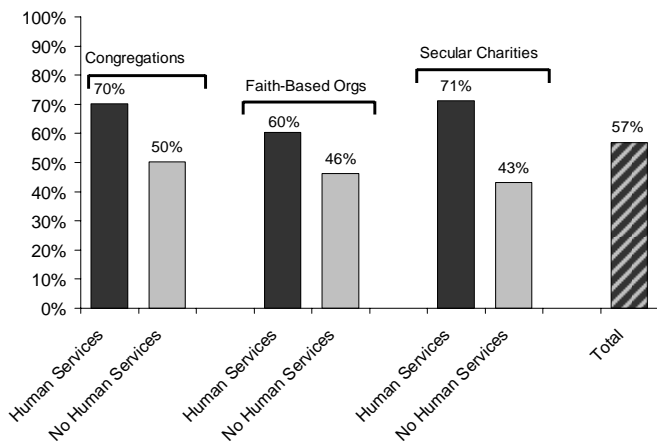 100%
90%
80%
70%
60%
50%
40%
30%
20%
10%
0%
Congregations
Faith-Based Orgs
Secular Charities
70%
50%
60%
46%
71%
43%
57%
Human Services
No Human Services
Human Services
No Human Services
Human Services
No Human Services
Total